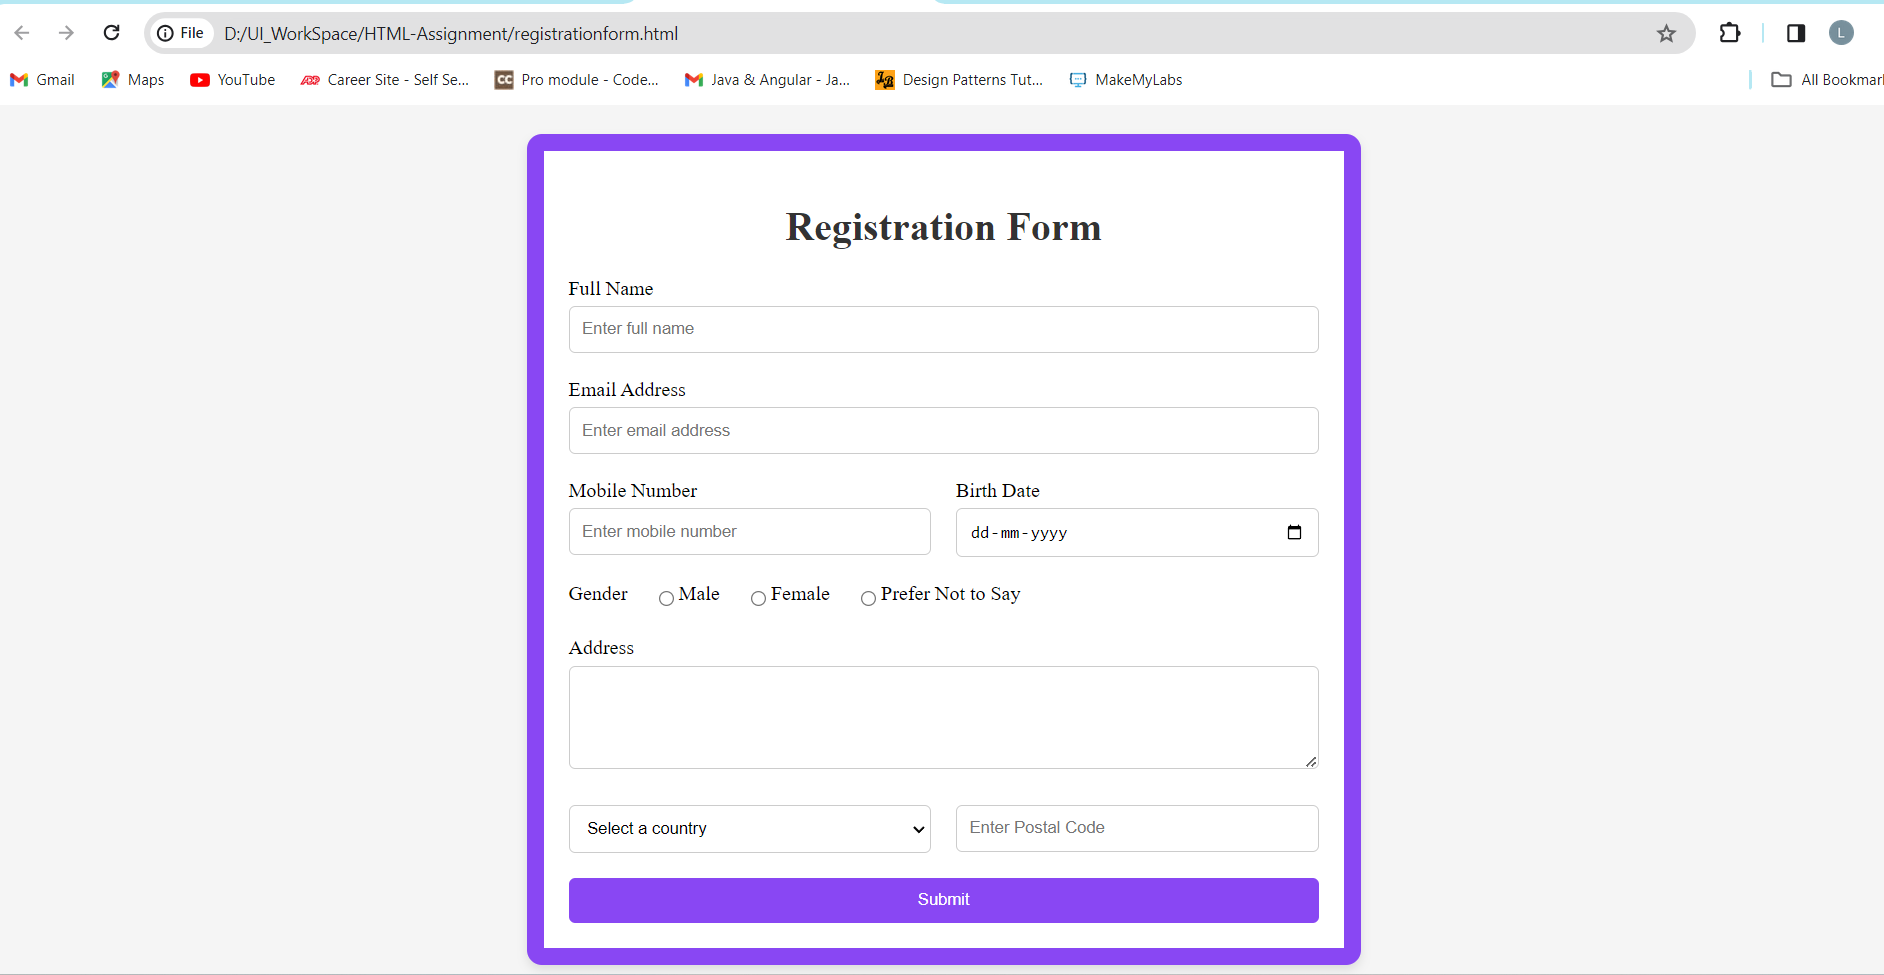 File D:/UI_WorkSpace/HTML-Assignment/registrationform.html L
Gmail Maps YouTube ADP Career Site - Self Se... CC Pro module - Code... Java & Angular - Ja... JB Design Patterns Tut... MakeMyLabs All Bookmar
Registration Form
Full Name
Enter full name
Email Address
Enter email address
Mobile Number Birth Date
Enter mobile number dd-mm-yyyy
Gender Male Female Prefer Not to Say
Address
Select a country Enter Postal Code
Submit